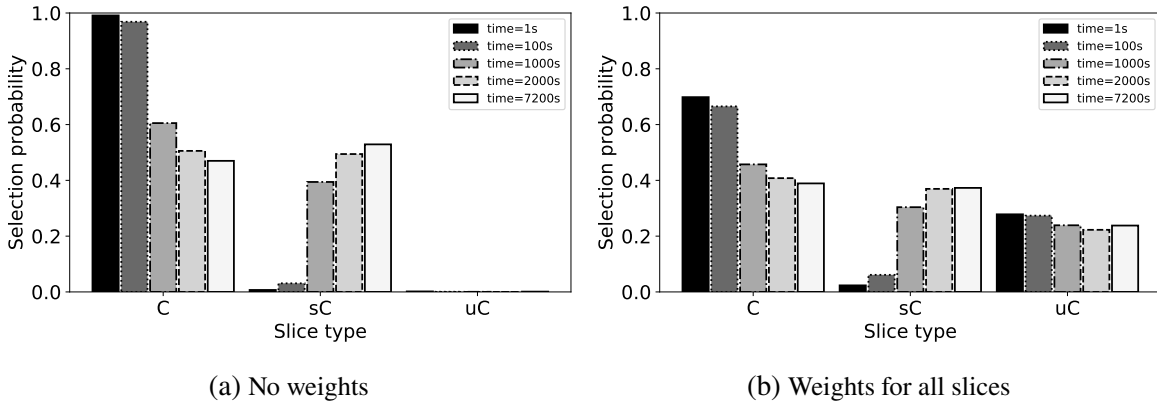 Selection probability
1.0
0.8
0.6
0.4
0.2
0.0
time=1s
time=100s
time=1000s
time=2000s
time=7200s
C sC uC
Slice type
(a) No weights
Selection probability
1.0
0.8
0.6
0.4
0.2
0.0
time=1s
time=100s
time=1000s
time=2000s
time=7200s
C sC uC
Slice type
(b) Weights for all slices